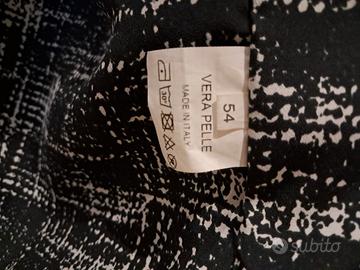 54
VERA PELLE
MADE IN ITALY
30°
subito